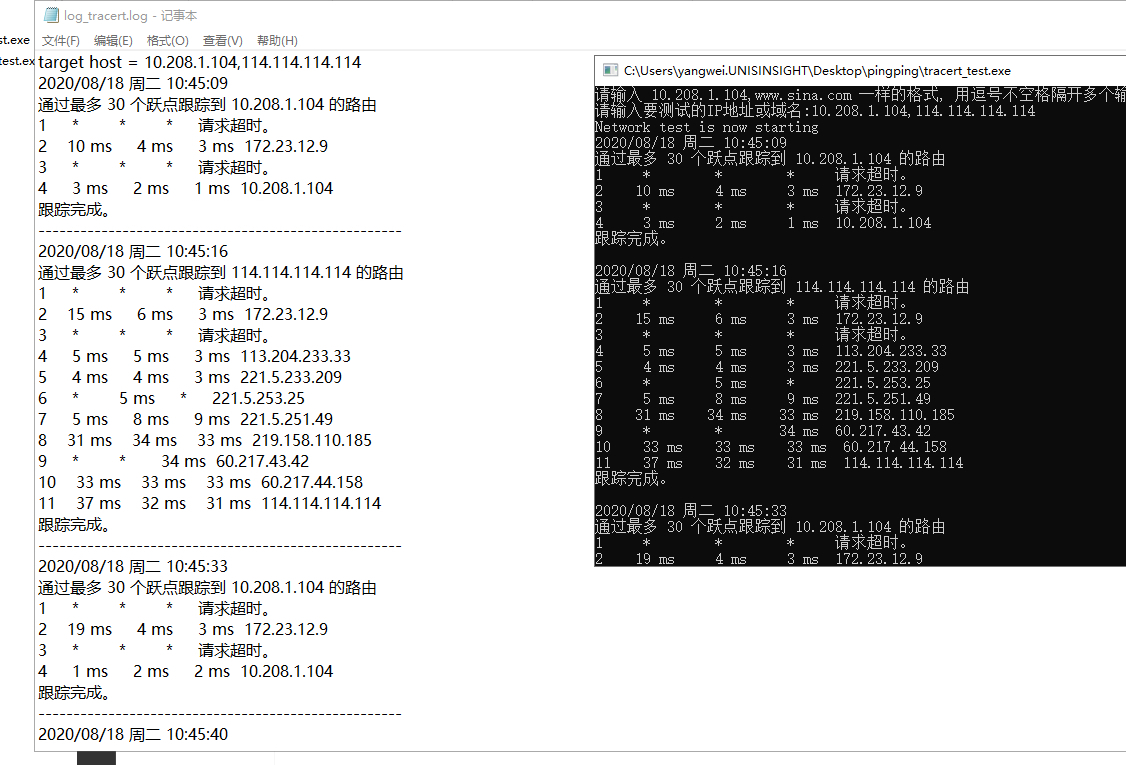 log_tracert.log - 记事本
st.exe
文件(F) 编辑(E) 格式(O) 查看(V) 帮助(H)
test.ex
target host = 10.208.1.104,114.114.114.114
2020/08/18 周二 10:45:09
通过最多 30 个跃点跟踪到 10.208.1.104 的路由
1 * * * 请求超时。
2 10 ms 4 ms 3 ms 172.23.12.9
3 * * * 请求超时。
4 3 ms 2 ms 1 ms 10.208.1.104
跟踪完成。
----------------------------------------------------
2020/08/18 周二 10:45:16
通过最多 30 个跃点跟踪到 114.114.114.114 的路由
1 * * * 请求超时。
2 15 ms 6 ms 3 ms 172.23.12.9
3 * * * 请求超时。
4 5 ms 5 ms 3 ms 113.204.233.33
5 4 ms 4 ms 3 ms 221.5.233.209
6 * 5 ms * 221.5.253.25
7 5 ms 8 ms 9 ms 221.5.251.49
8 31 ms 34 ms 33 ms 219.158.110.185
9 * * 34 ms 60.217.43.42
10 33 ms 33 ms 33 ms 60.217.44.158
11 37 ms 32 ms 31 ms 114.114.114.114
跟踪完成。
----------------------------------------------------
2020/08/18 周二 10:45:33
通过最多 30 个跃点跟踪到 10.208.1.104 的路由
1 * * * 请求超时。
2 19 ms 4 ms 3 ms 172.23.12.9
3 * * * 请求超时。
4 1 ms 2 ms 2 ms 10.208.1.104
跟踪完成。
----------------------------------------------------
2020/08/18 周二 10:45:40
C:\Users\yangwei.UNISINSIGHT\Desktop\pingping\tracert_test.exe
请输入 10.208.1.104,www.sina.com 一样的格式, 用逗号不空格隔开多个输
请输入要测试的IP地址或域名:10.208.1.104,114.114.114.114
Network test is now starting
2020/08/18 周二 10:45:09
通过最多 30 个跃点跟踪到 10.208.1.104 的路由
1 * * * 请求超时。
2 10 ms 4 ms 3 ms 172.23.12.9
3 * * * 请求超时。
4 3 ms 2 ms 1 ms 10.208.1.104
跟踪完成。
2020/08/18 周二 10:45:16
通过最多 30 个跃点跟踪到 114.114.114.114 的路由
1 * * * 请求超时。
2 15 ms 6 ms 3 ms 172.23.12.9
3 * * * 请求超时。
4 5 ms 5 ms 3 ms 113.204.233.33
5 4 ms 4 ms 3 ms 221.5.233.209
6 * 5 ms * 221.5.253.25
7 5 ms 8 ms 9 ms 221.5.251.49
8 31 ms 34 ms 33 ms 219.158.110.185
9 * * 34 ms 60.217.43.42
10 33 ms 33 ms 33 ms 60.217.44.158
11 37 ms 32 ms 31 ms 114.114.114.114
跟踪完成。
2020/08/18 周二 10:45:33
通过最多 30 个跃点跟踪到 10.208.1.104 的路由
1 * * * 请求超时。
2 19 ms 4 ms 3 ms 172.23.12.9